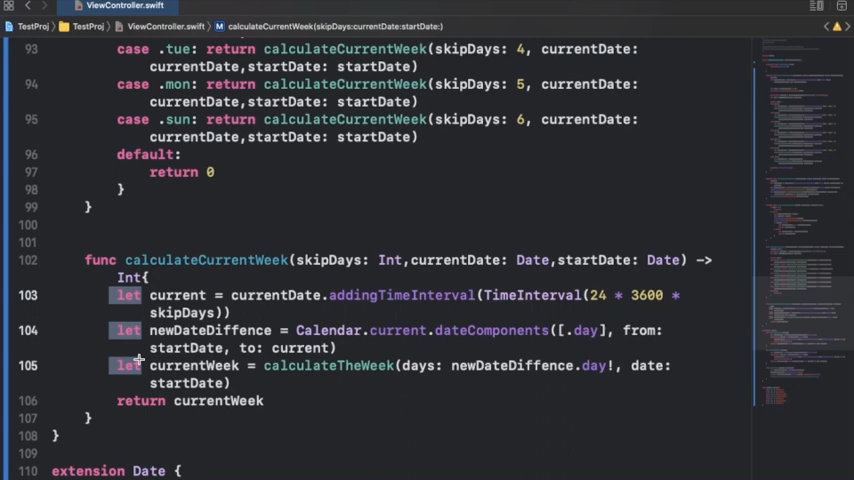 ViewController.swift
TestProj > TestProj > ViewController.swift > M calculateCurrentWeek(skipDays:currentDate:startDate:)
93 case .tue: return calculateCurrentWeek(skipDays: 4, currentDate:
currentDate,startDate: startDate)
94 case .mon: return calculateCurrentWeek(skipDays: 5, currentDate:
currentDate,startDate: startDate)
95 case .sun: return calculateCurrentWeek(skipDays: 6, currentDate:
currentDate,startDate: startDate)
96 default:
97 return 0
98 }
99 }
100
101
102 func calculateCurrentWeek(skipDays: Int,currentDate: Date,startDate: Date) ->
Int{
103 let current = currentDate.addingTimeInterval(TimeInterval(24 * 3600 *
skipDays))
104 let newDateDiffence = Calendar.current.dateComponents([.day], from:
startDate, to: current)
105 let currentWeek = calculateTheWeek(days: newDateDiffence.day!, date:
startDate)
106 return currentWeek
107 }
108 }
109
110 extension Date {